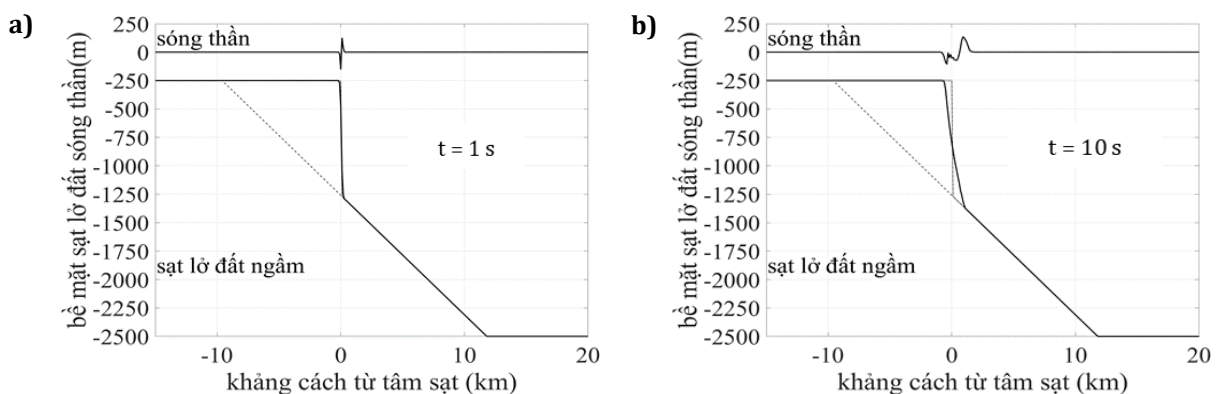 a)
bề mặt sạt lở đất sóng thần(m)
250
0
-250
-500
-750
-1000
-1250
-1500
-1750
-2000
-2250
-2500
sóng thần
t = 1 s
sạt lở đất ngầm
-10
0
10
20
khảng cách từ tâm sạt (km)
b)
bề mặt sạt lở đất sóng thần(m)
250
0
-250
-500
-750
-1000
-1250
-1500
-1750
-2000
-2250
-2500
sóng thần
t = 10 s
sạt lở đất ngầm
-10
0
10
20
khảng cách từ tâm sạt (km)